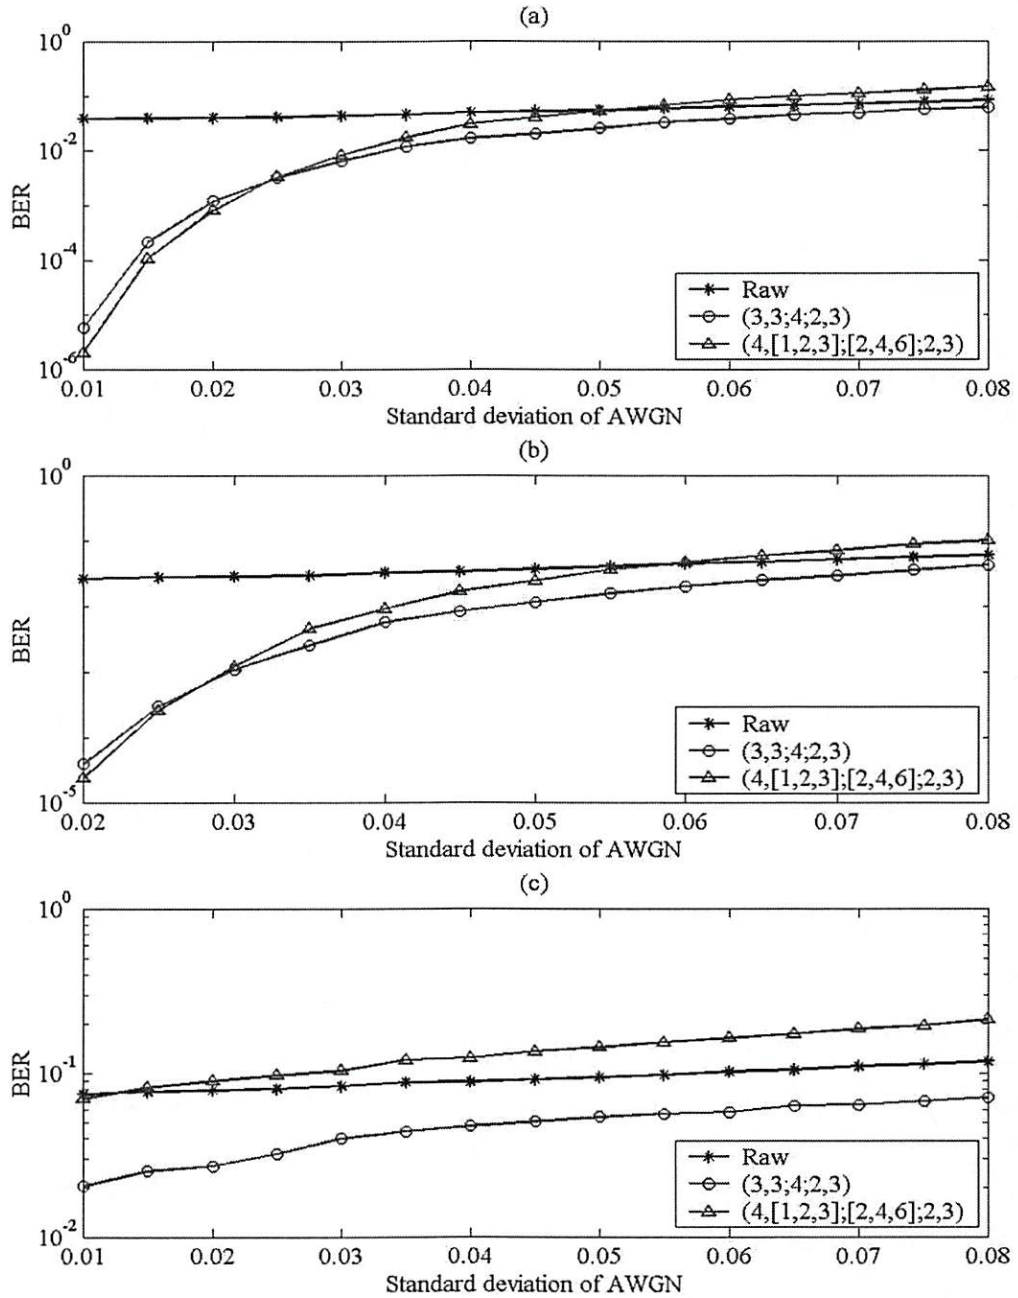 (a)
10^0
10^-2
10^-4
10^-6
BER
Raw
(3,3;4;2,3)
(4,[1,2,3];[2,4,6];2,3)
0.01 0.02 0.03 0.04 0.05 0.06 0.07 0.08
Standard deviation of AWGN
(b)
10^0
10^-5
BER
Raw
(3,3;4;2,3)
(4,[1,2,3];[2,4,6];2,3)
0.02 0.03 0.04 0.05 0.06 0.07 0.08
Standard deviation of AWGN
(c)
10^0
10^-1
10^-2
BER
Raw
(3,3;4;2,3)
(4,[1,2,3];[2,4,6];2,3)
0.01 0.02 0.03 0.04 0.05 0.06 0.07 0.08
Standard deviation of AWGN